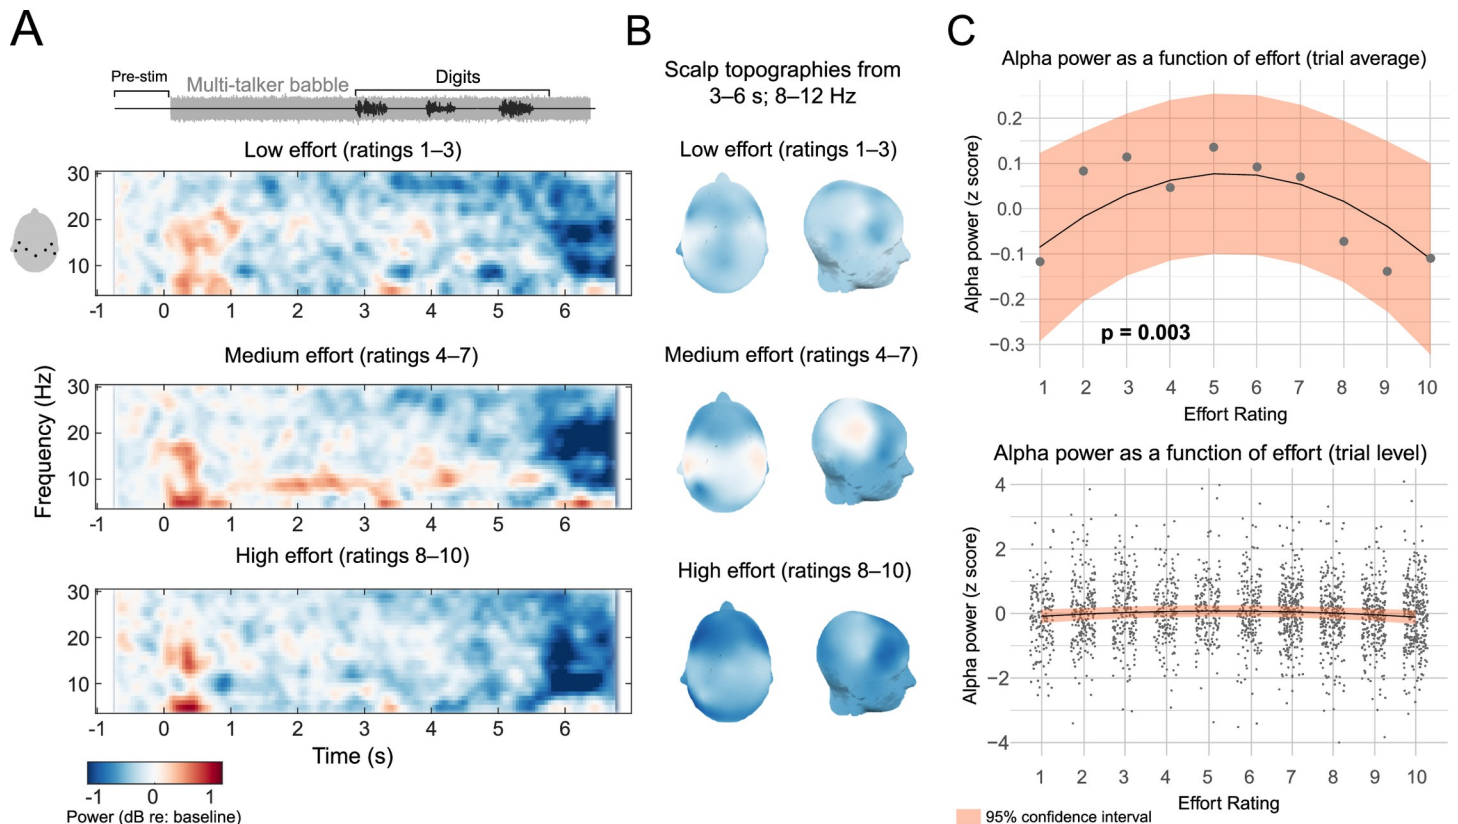 A
Pre-stim
Multi-talker babble
Digits
Low effort (ratings 1–3)
30
20
10
-1 0 1 2 3 4 5 6
Medium effort (ratings 4–7)
30
20
10
-1 0 1 2 3 4 5 6
High effort (ratings 8–10)
30
20
10
-1 0 1 2 3 4 5 6
Frequency (Hz)
Time (s)
-1 0 1
Power (dB re: baseline)
B
Scalp topographies from
3–6 s; 8–12 Hz
Low effort (ratings 1–3)
Medium effort (ratings 4–7)
High effort (ratings 8–10)
C
Alpha power as a function of effort (trial average)
Alpha power (z score)
0.2
0.1
0.0
−0.1
−0.2
−0.3
p = 0.003
1 2 3 4 5 6 7 8 9 10
Effort Rating
Alpha power as a function of effort (trial level)
Alpha power (z score)
4
2
0
−2
−4
1 2 3 4 5 6 7 8 9 10
Effort Rating
95% confidence interval